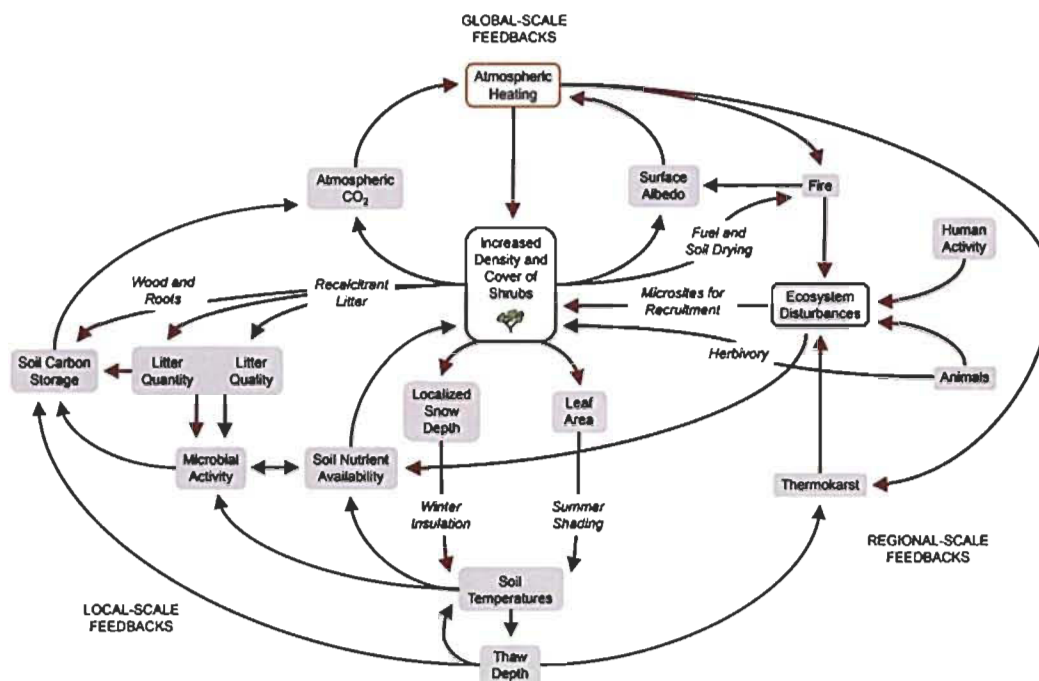 GLOBAL-SCALE
FEEDBACKS
Atmospheric
Heating
Atmospheric
CO₂
Surface
Albedo
Fire
Human
Activity
Fuel and
Soil Drying
Increased
Density and
Cover of
Shrubs
Wood and
Roots
Recalcitrant
Litter
Microsites for
Recruitment
Ecosystem
Disturbances
Herbivory
Animals
Soil Carbon
Storage
Litter
Quantity
Litter
Quality
Localized
Snow
Depth
Leaf
Area
Microbial
Activity
Soil Nutrient
Availability
Thermokarst
Winter
Insulation
Summer
Shading
REGIONAL-SCALE
FEEDBACKS
Soil
Temperatures
LOCAL-SCALE
FEEDBACKS
Thaw
Depth